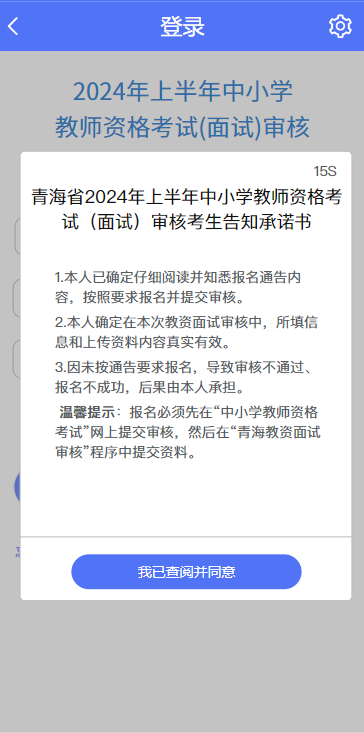 登录
2024年上半年中小学
教师资格考试(面试)审核
15S
青海省2024年上半年中小学教师资格考
试（面试）审核考生告知承诺书
1.本人已确定仔细阅读并知悉报名通告内
容，按照要求报名并提交审核。
2.本人确定在本次教资面试审核中，所填信
息和上传资料内容真实有效。
3.因未按通告要求报名，导致审核不通过、
报名不成功，后果由本人承担。
温馨提示：报名必须先在“中小学教师资格
考试”网上提交审核，然后在“青海教资面试
审核”程序中提交资料。
我已查阅并同意